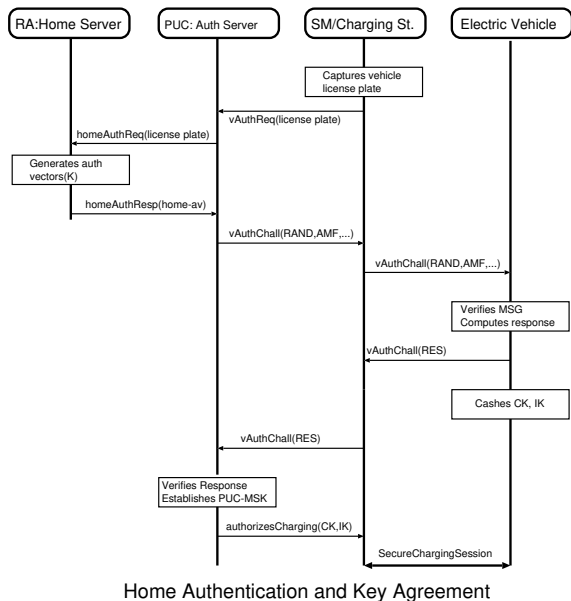 RA:Home Server
PUC: Auth Server
SM/Charging St.
Electric Vehicle
Captures vehicle
license plate
vAuthReq(license plate)
homeAuthReq(license plate)
Generates auth
vectors(K)
homeAuthResp(home-av)
vAuthChall(RAND,AMF,...)
vAuthChall(RAND,AMF,...)
Verifies MSG
Computes response
vAuthChall(RES)
Cashes CK, IK
vAuthChall(RES)
Verifies Response
Establishes PUC-MSK
authorizesCharging(CK,IK)
SecureChargingSession
Home Authentication and Key Agreement